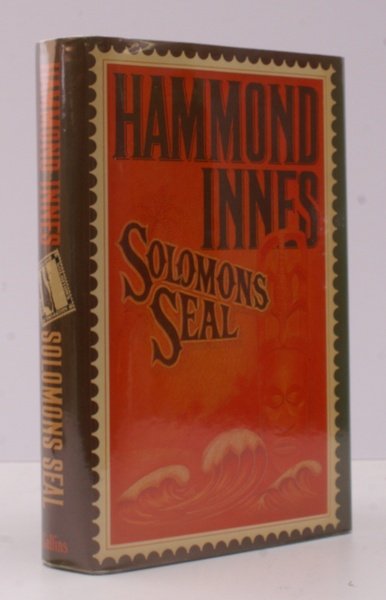 HAMMOND
INNES
SOLOMONS
SEAL
HAMMOND INNES
SOLOMONS SEAL
Collins